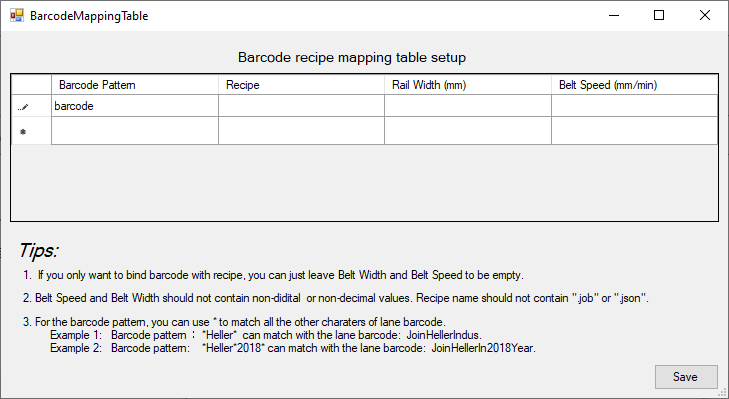 BarcodeMappingTable
Barcode recipe mapping table setup
Barcode Pattern Recipe Rail Width (mm) Belt Speed (mm/min)
barcode
Tips:
1. If you only want to bind barcode with recipe, you can just leave Belt Width and Belt Speed to be empty.
2. Belt Speed and Belt Width should not contain non-didital or non-decimal values. Recipe name should not contain ".job" or ".json".
3. For the barcode pattern, you can use * to match all the other charaters of lane barcode.
Example 1: Barcode pattern : *Heller* can match with the lane barcode: JoinHellerIndus.
Example 2: Barcode pattern: *Heller*2018* can match with the lane barcode: JoinHellerIn2018Year.
Save